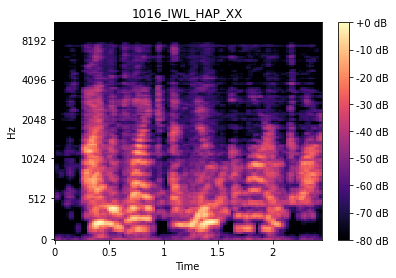 1016_IWL_HAP_XX
8192
4096
2048
1024
512
0
Hz
0
0.5
1
1.5
2
Time
+0 dB
-10 dB
-20 dB
-30 dB
-40 dB
-50 dB
-60 dB
-70 dB
-80 dB